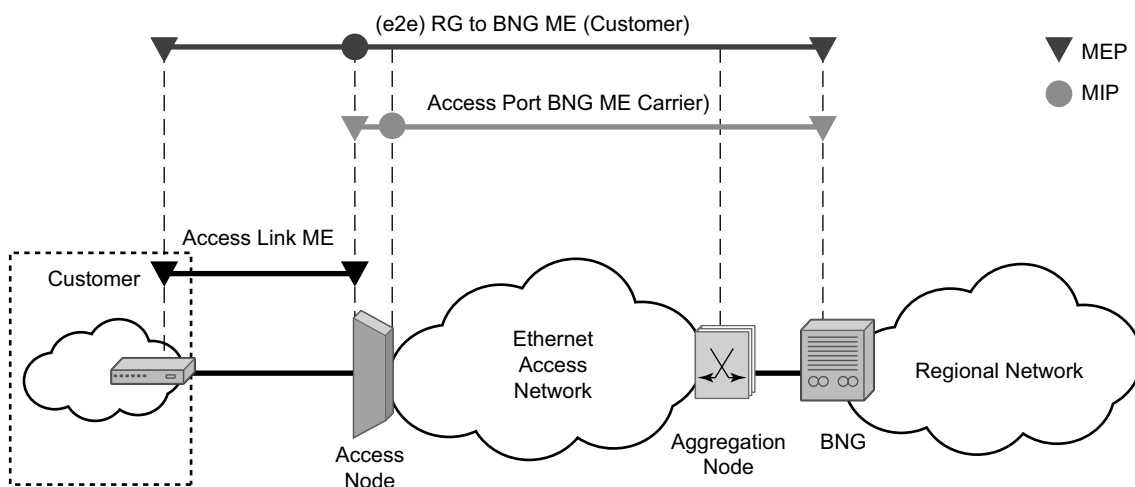 (e2e) RG to BNG ME (Customer)
MEP
MIP
Access Port BNG ME Carrier)
Access Link ME
Customer
Ethernet
Access
Network
Regional Network
Access
Node
Aggregation
Node
BNG